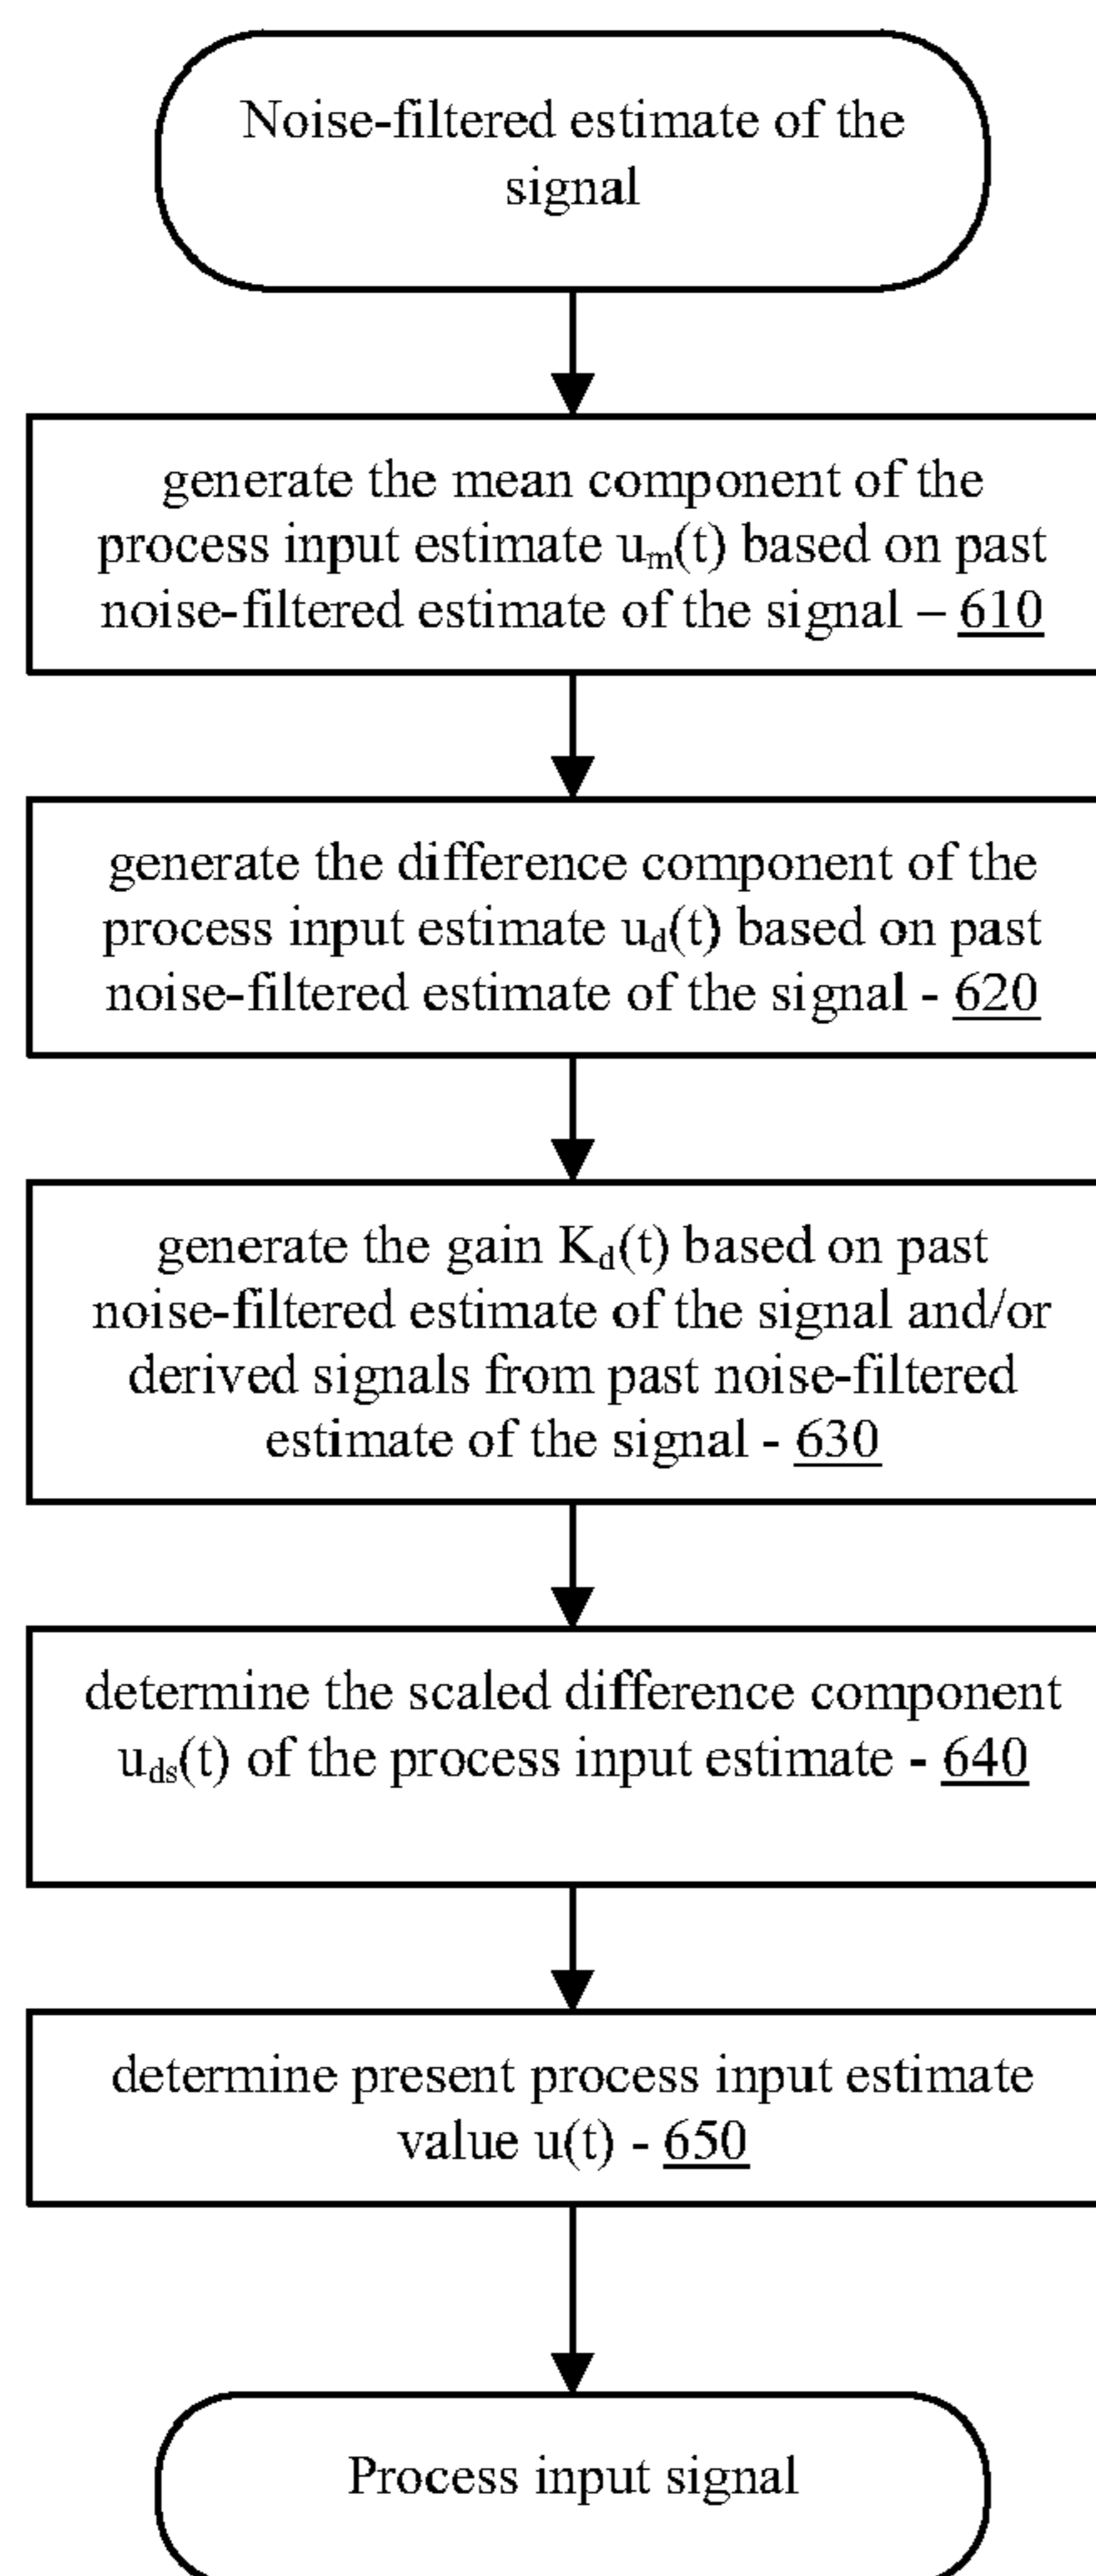 Noise-filtered estimate of the
signal
generate the mean component of the
process input estimate uₘ(t) based on past
noise-filtered estimate of the signal – 610
generate the difference component of the
process input estimate u_d(t) based on past
noise-filtered estimate of the signal - 620
generate the gain K_d(t) based on past
noise-filtered estimate of the signal and/or
derived signals from past noise-filtered
estimate of the signal - 630
determine the scaled difference component
u_ds(t) of the process input estimate - 640
determine present process input estimate
value u(t) - 650
Process input signal